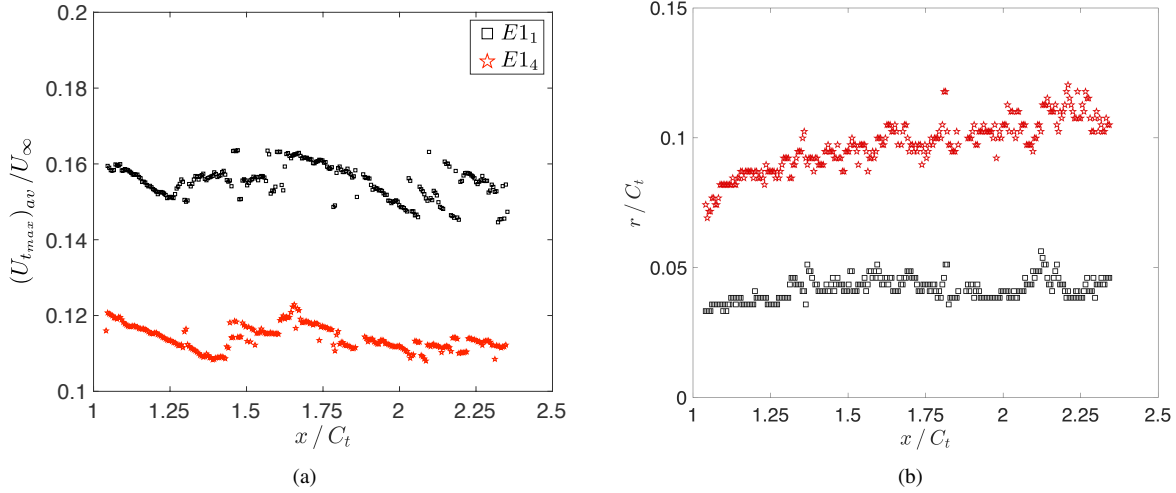 0.2
0.18
0.16
0.14
0.12
0.1
(U_{t_{max}})_{av}/U_∞
E1_1
E1_4
1 1.25 1.5 1.75 2 2.25 2.5
x / C_t
(a)
0.15
0.1
0.05
0
r / C_t
1 1.25 1.5 1.75 2 2.25 2.5
x / C_t
(b)